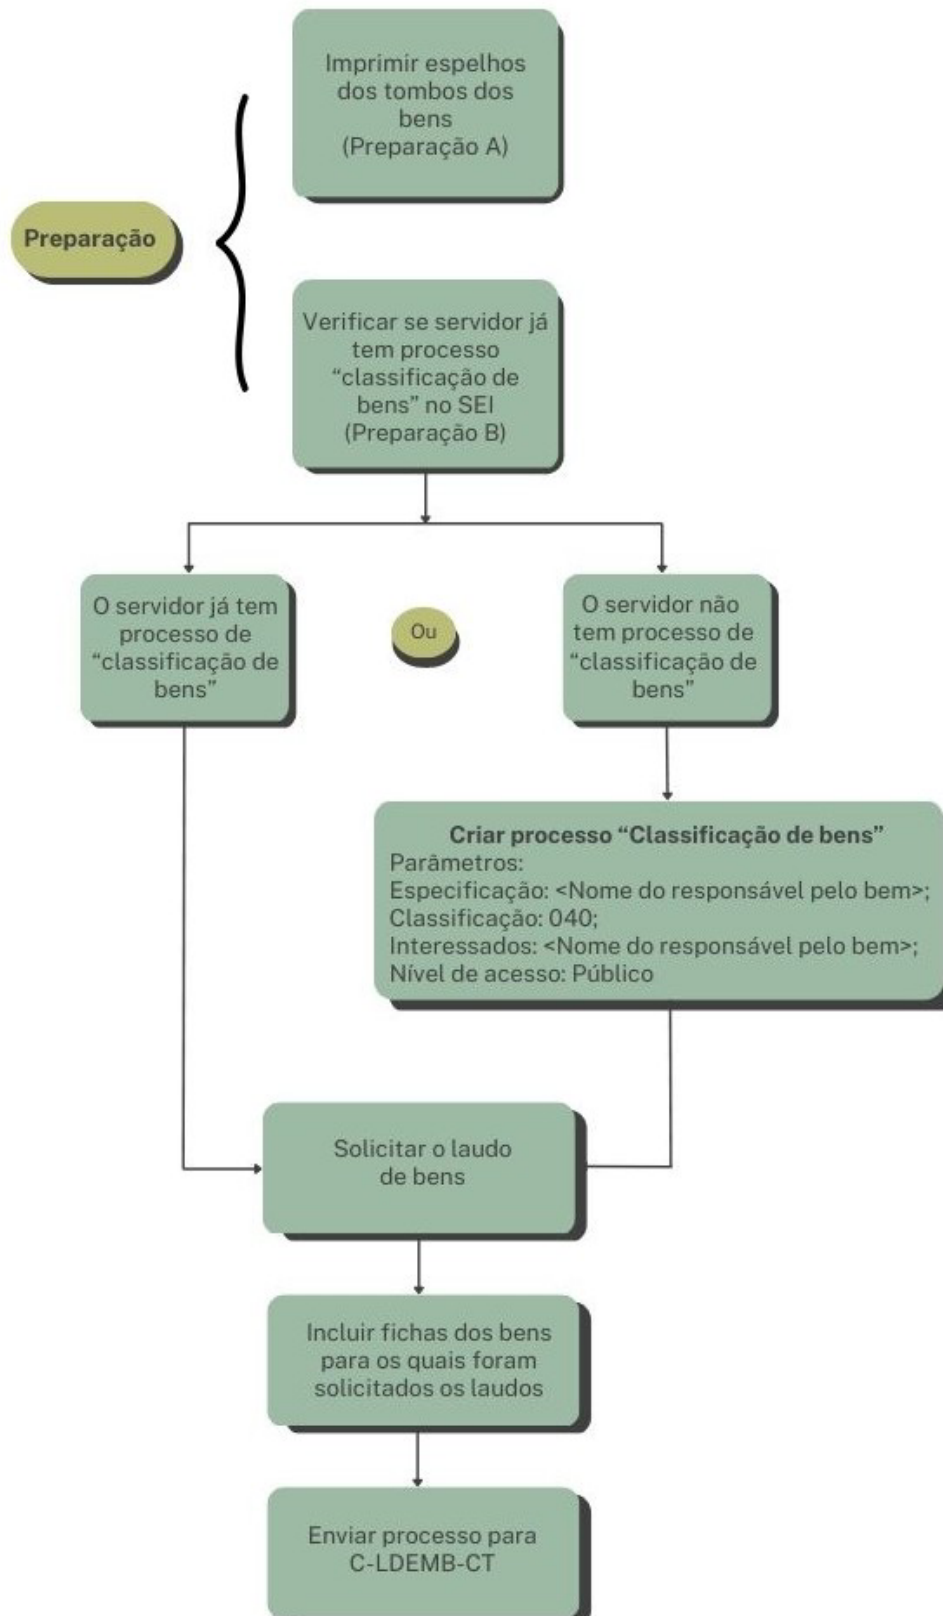 Imprimir espelhos
dos tombos dos
bens
(Preparação A)
Preparação
Verificar se servidor já
tem processo
“classificação de
bens” no SEI
(Preparação B)
O servidor já tem
processo de
“classificação de
bens”
Ou
O servidor não
tem processo de
“classificação de
bens”
Criar processo “Classificação de bens”
Parâmetros:
Especificação: <Nome do responsável pelo bem>;
Classificação: 040;
Interessados: <Nome do responsável pelo bem>;
Nível de acesso: Público
Solicitar o laudo
de bens
Incluir fichas dos bens
para os quais foram
solicitados os laudos
Enviar processo para
C-LDEMB-CT